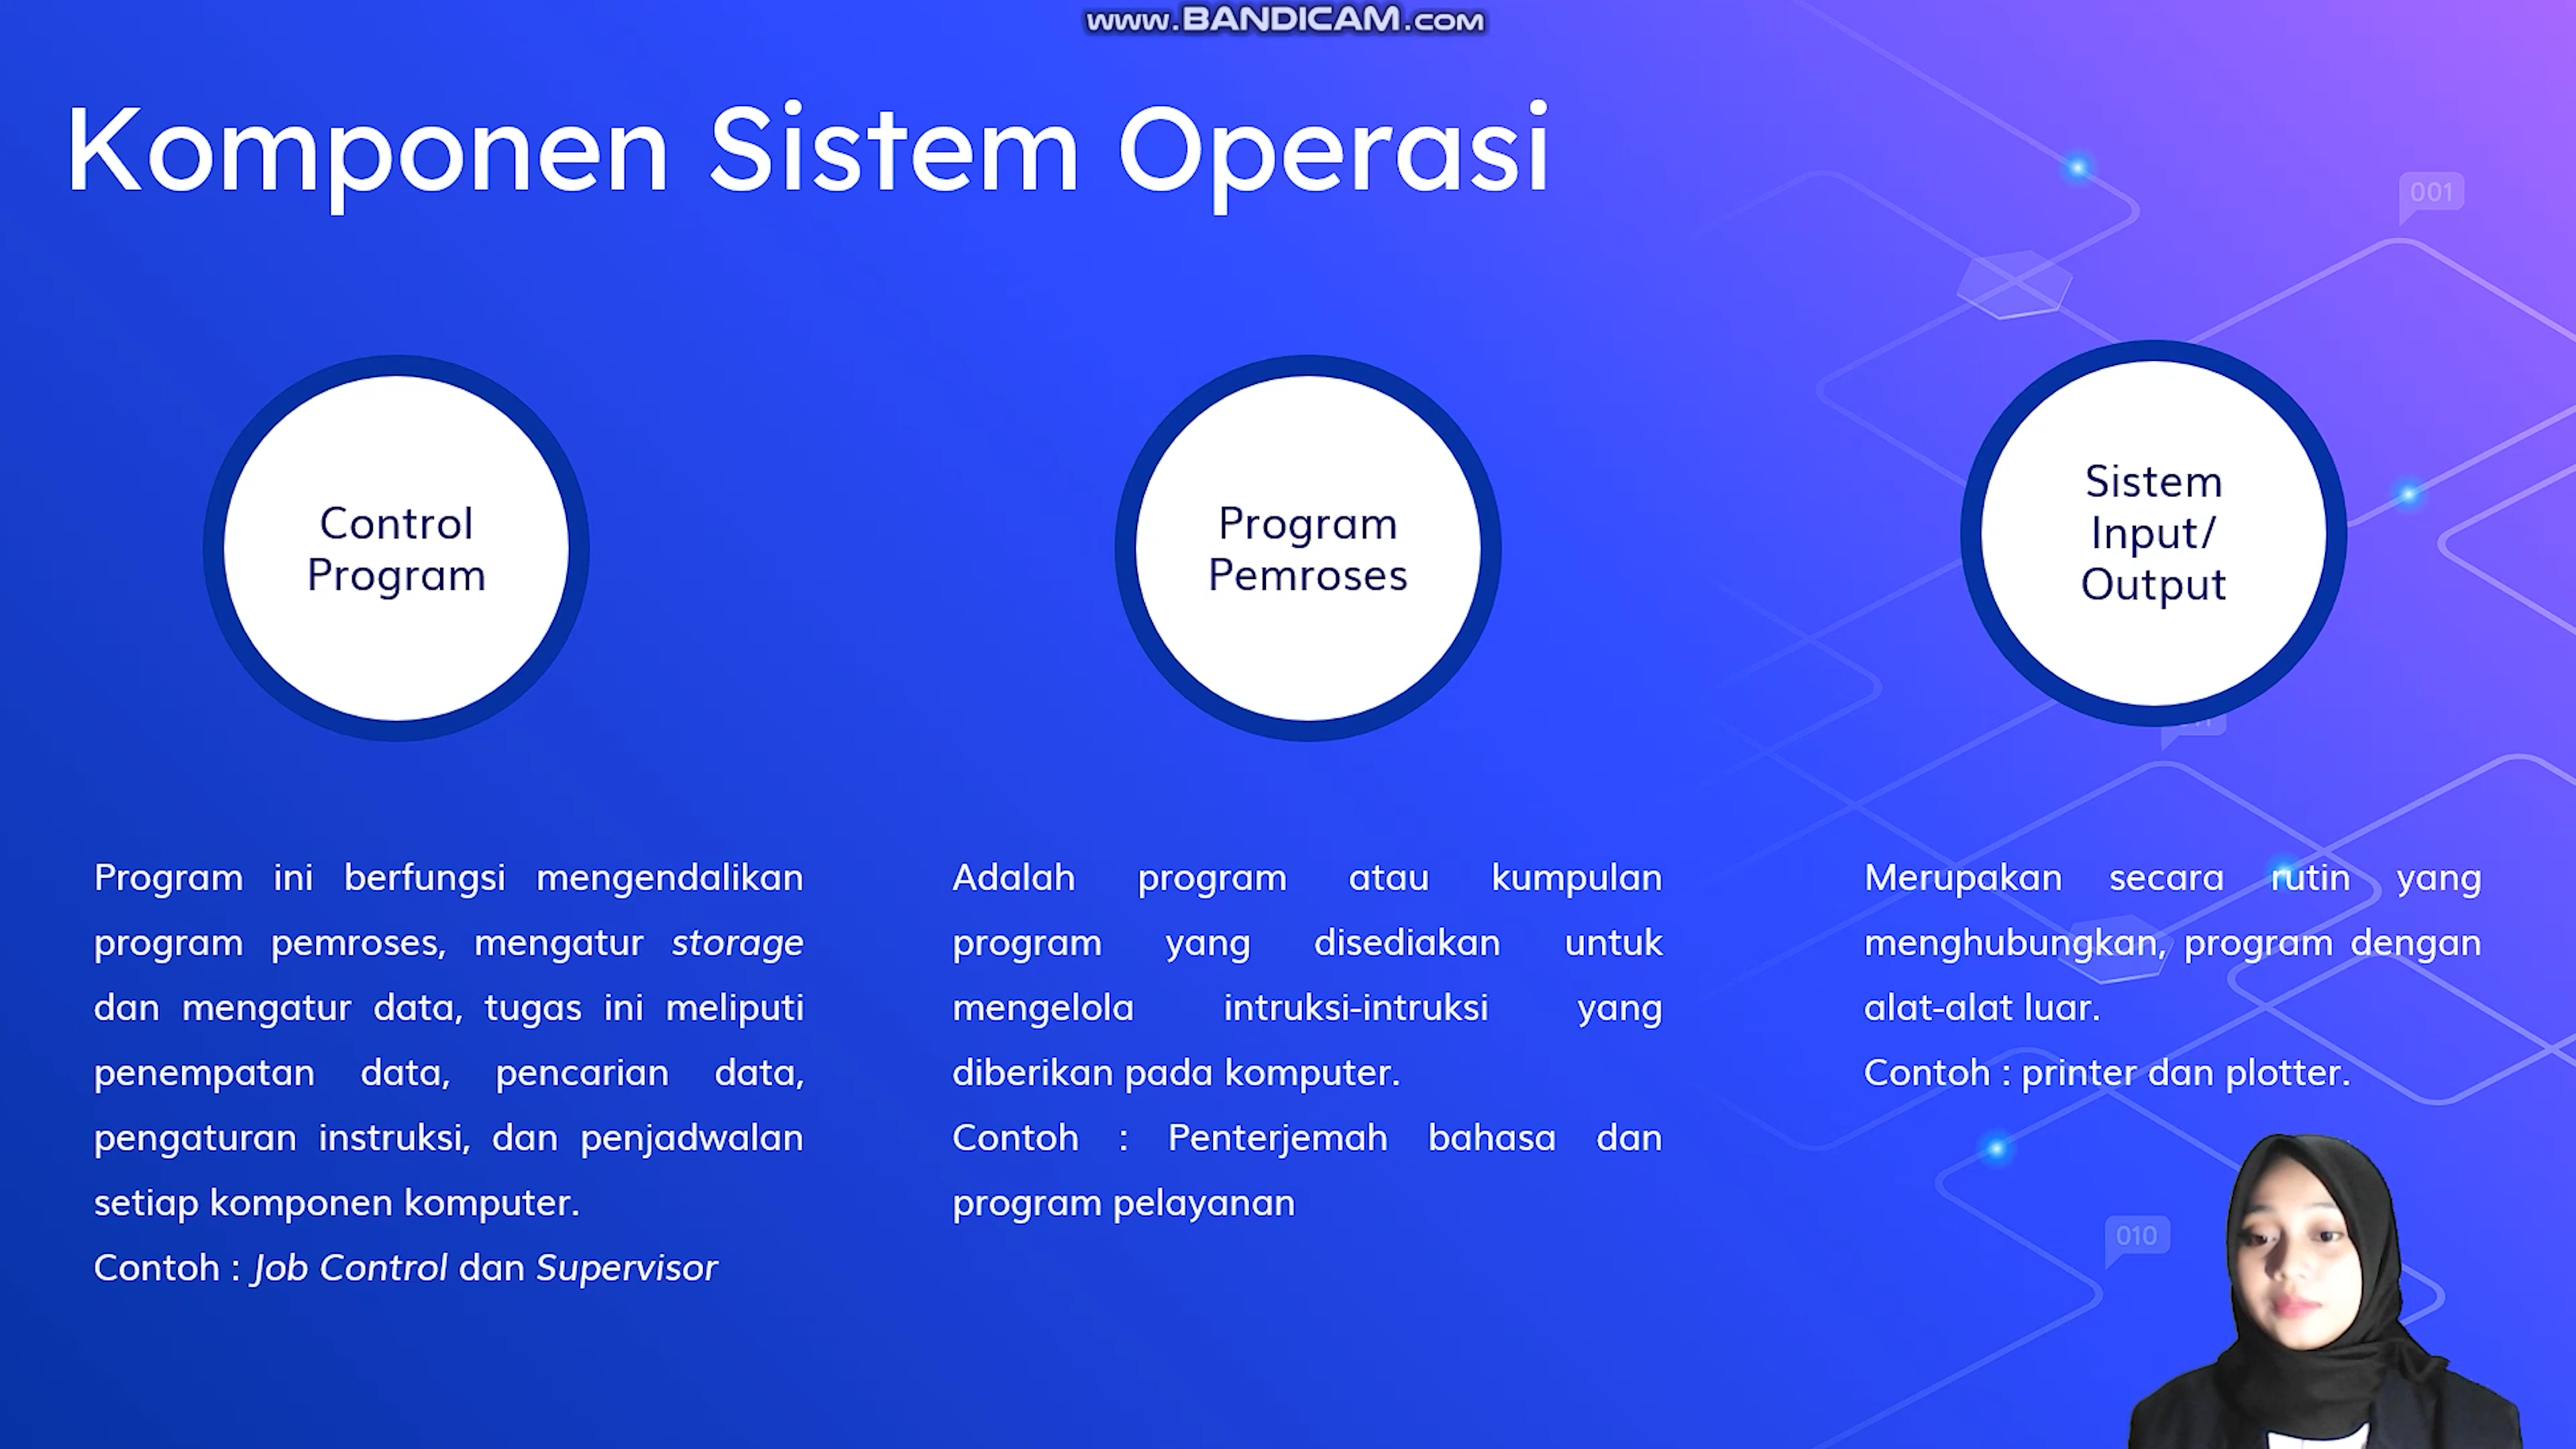 www.BANDICAM.com
Komponen Sistem Operasi
001
Control
Program
Program
Pemroses
Sistem
Input/
Output
Program ini berfungsi mengendalikan
program pemroses, mengatur storage
dan mengatur data, tugas ini meliputi
penempatan data, pencarian data,
pengaturan instruksi, dan penjadwalan
setiap komponen komputer.
Contoh : Job Control dan Supervisor
Adalah program atau kumpulan
program yang disediakan untuk
mengelola intruksi-intruksi yang
diberikan pada komputer.
Contoh : Penterjemah bahasa dan
program pelayanan
Merupakan secara rutin yang
menghubungkan, program dengan
alat-alat luar.
Contoh : printer dan plotter.
010